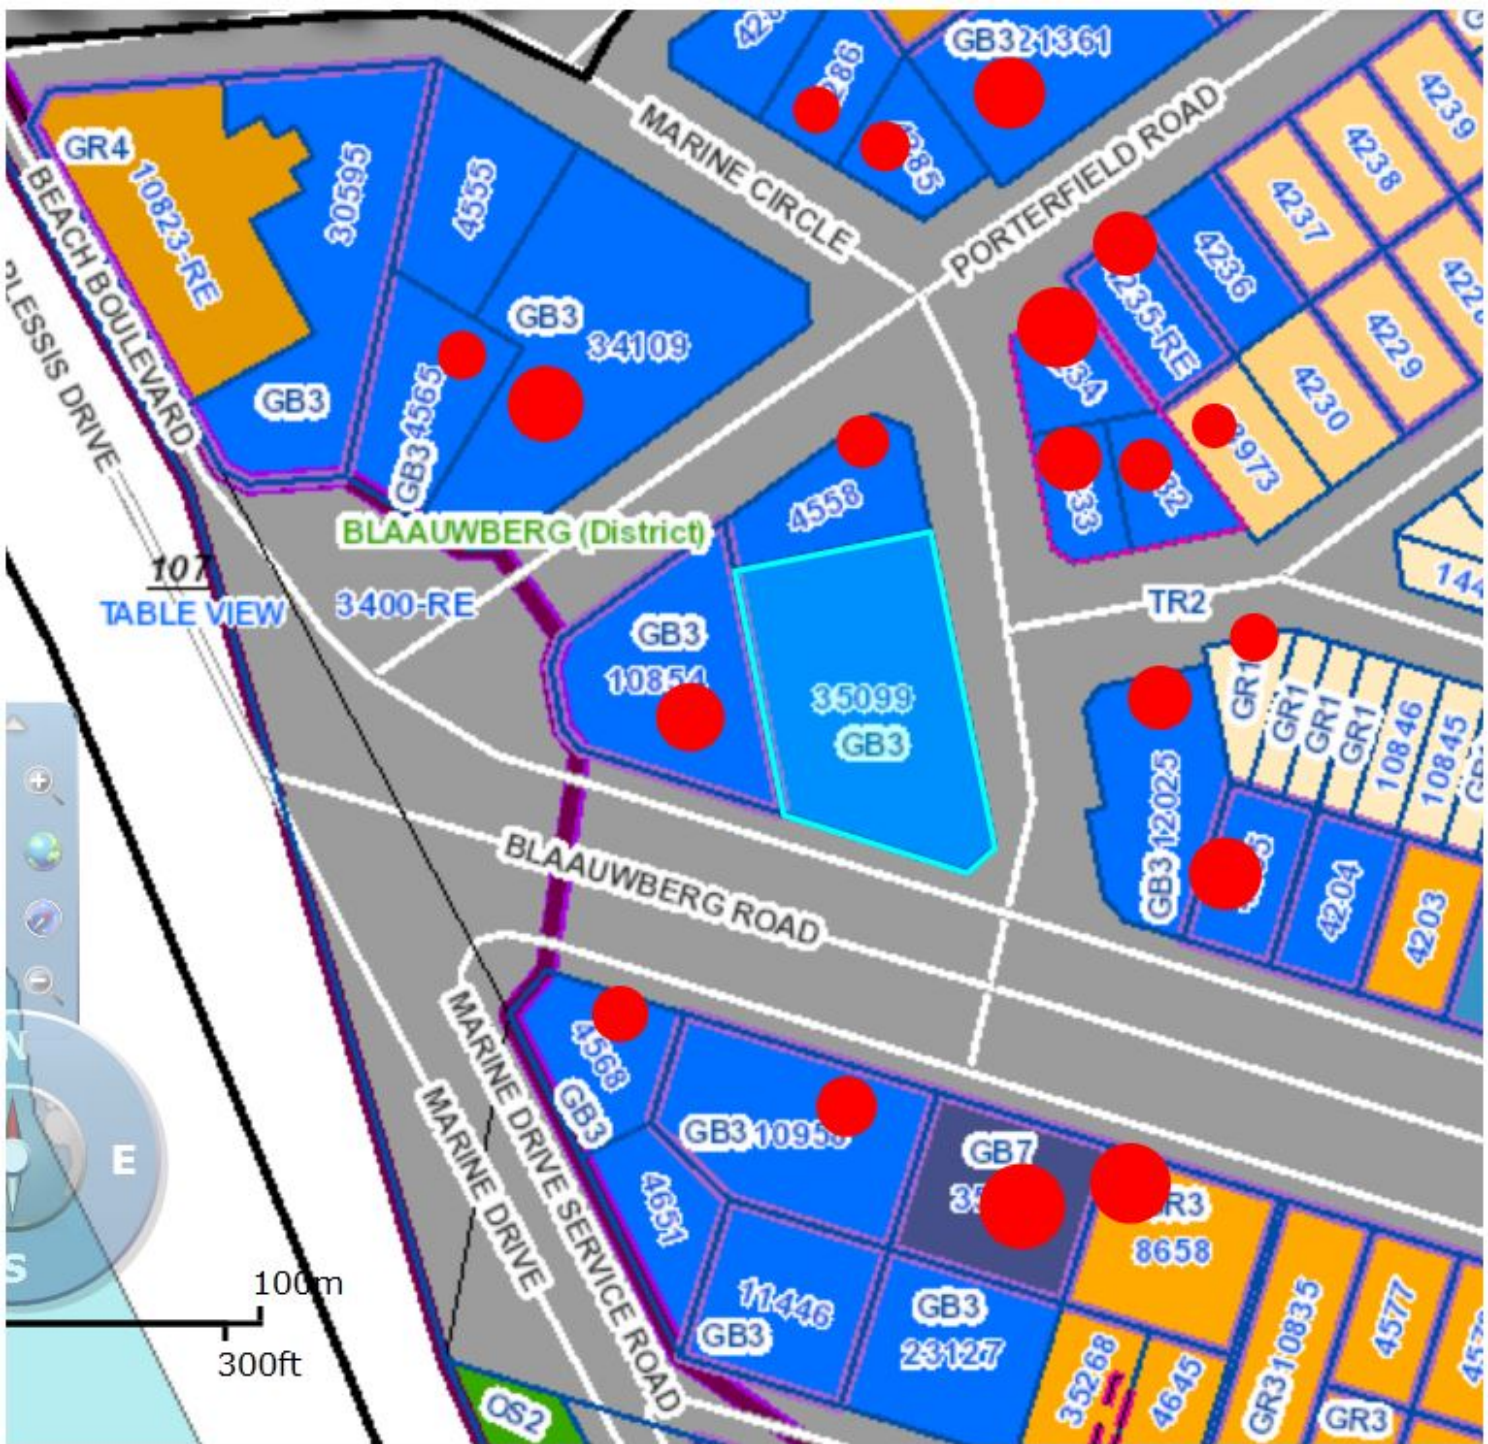 GB3 21361
4239
4238
4237
4236
MARINE CIRCLE
PORTERFIELD ROAD
GR4
10823-RE
30595
4555
GB3
34109
GB3
GB3 4565
BEACH BOULEVARD
PLESSIS DRIVE
4229
4230
4558
BLAAUWBERG (District)
107
TABLE VIEW
3400-RE
TR2
GB3
10854
35099
GB3
GR1
GR1
GR1
GR1
10846
10845
GB3 12025
4204
4203
BLAAUWBERG ROAD
N
E
S
4568
GB3
GB3
4651
MARINE DRIVE SERVICE ROAD
MARINE DRIVE
GB7
8658
11446
GB3
GB3
23127
GR3 10835
4577
35268
4645
GR3
100m
300ft
OS2